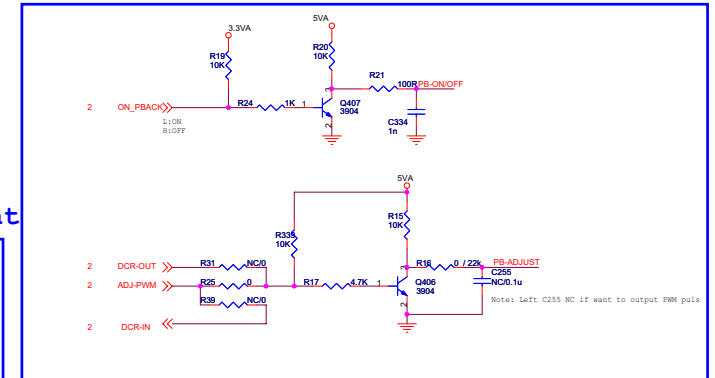 5VA
3.3VA
R19
10K
R20
10K
R21
100R
PB-ON/OFF
3
2 ON_PBACK
R24 1K 1
Q407
3904
L:ON
H:OFF
2
C334
1n
nt
5VA
R339
10K
R15
10K
2 DCR-OUT
R31 NC/0
R16 0 / 22k
PB-ADJUST
3
2 ADJ-PWM
R25 0
R17 4.7K 1
Q406
3904
C255
NC/0.1u
R39 NC/0
2
Note: Left C255 NC if want to output PWM puls
2 DCR-IN